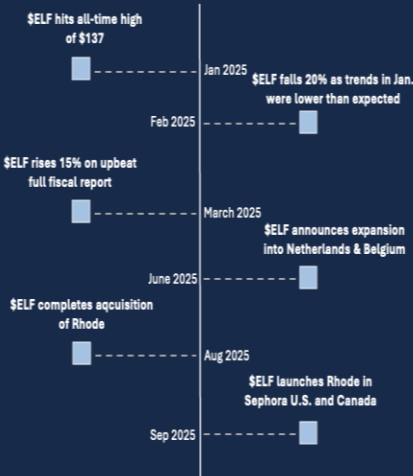 $ELF hits all-time high
of $137
Jan 2025
$ELF falls 20% as trends in Jan.
were lower than expected
Feb 2025
$ELF rises 15% on upbeat
full fiscal report
March 2025
$ELF announces expansion
into Netherlands & Belgium
June 2025
$ELF completes aqcuisition
of Rhode
Aug 2025
$ELF launches Rhode in
Sephora U.S. and Canada
Sep 2025